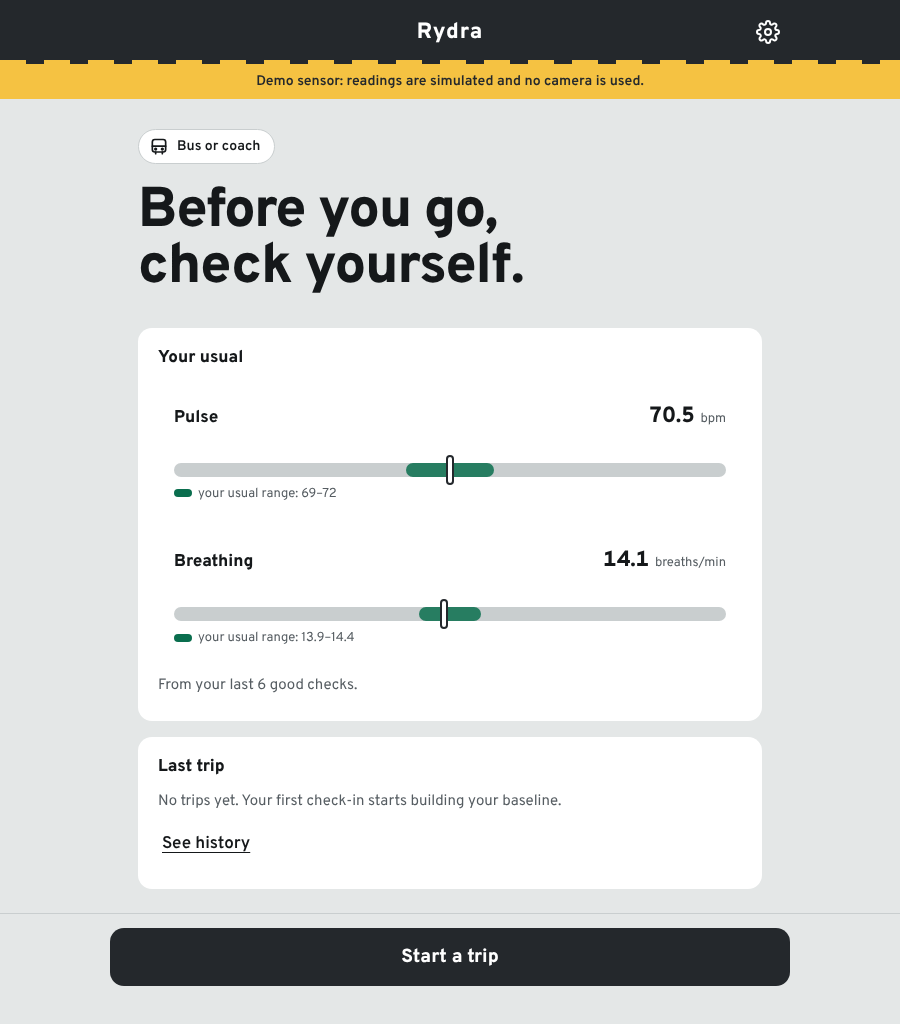 Rydra
Demo sensor: readings are simulated and no camera is used.
Bus or coach
Before you go,
check yourself.
Your usual
Pulse
70.5 bpm
your usual range: 69–72
Breathing
14.1 breaths/min
your usual range: 13.9–14.4
From your last 6 good checks.
Last trip
No trips yet. Your first check-in starts building your baseline.
See history
Start a trip